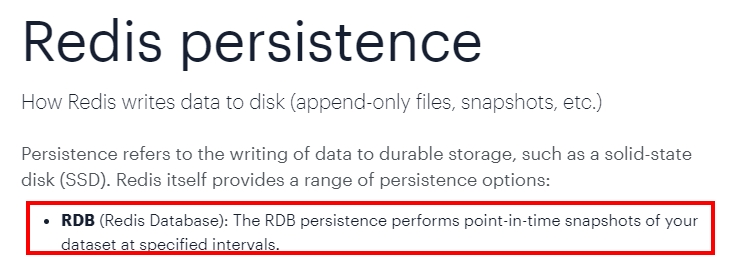 Redis persistence
How Redis writes data to disk (append-only files, snapshots, etc.)
Persistence refers to the writing of data to durable storage, such as a solid-state
disk (SSD). Redis itself provides a range of persistence options:
• RDB (Redis Database): The RDB persistence performs point-in-time snapshots of your
dataset at specified intervals.